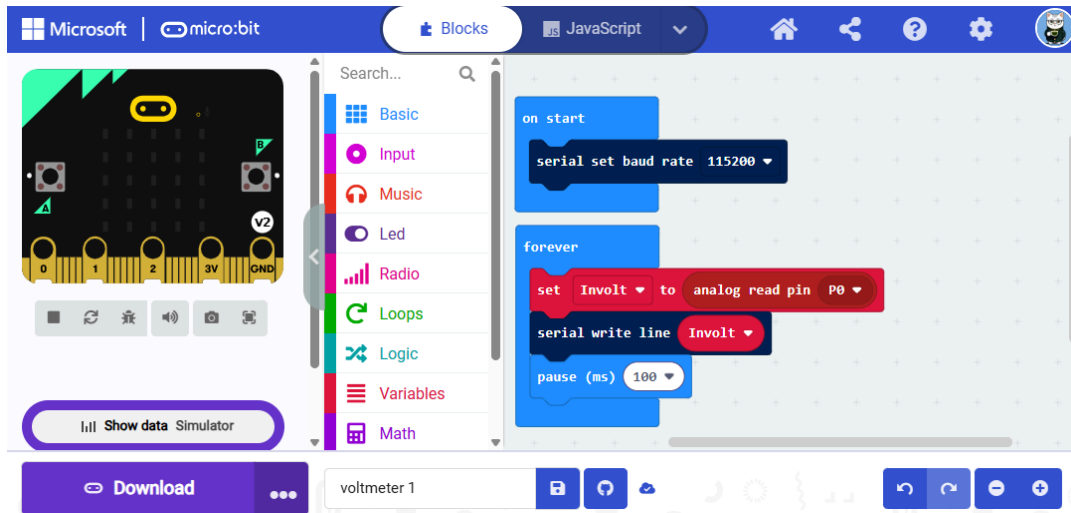 Microsoft micro:bit Blocks JS JavaScript
Search...
Basic
Input
Music
Led
Radio
Loops
Logic
Variables
Math
A
B
V2
0 1 2 3V GND
Show data Simulator
on start
serial set baud rate 115200
forever
set Involt to analog read pin P0
serial write line Involt
pause (ms) 100
Download
voltmeter 1